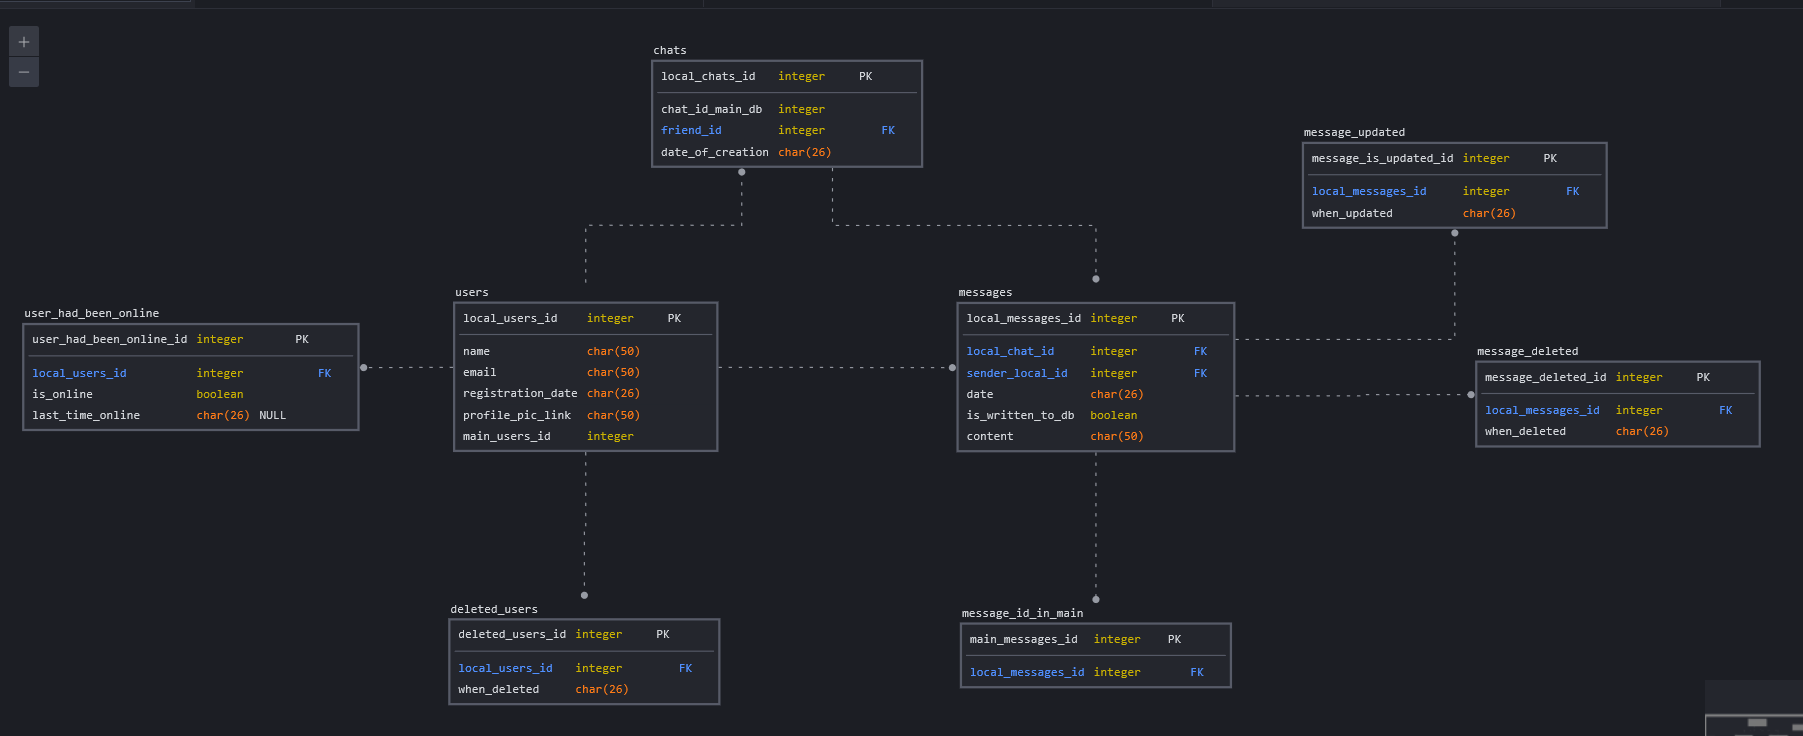 +
−
chats
local_chats_id integer PK
chat_id_main_db integer
friend_id integer FK
date_of_creation char(26)
message_updated
message_is_updated_id integer PK
local_messages_id integer FK
when_updated char(26)
user_had_been_online
user_had_been_online_id integer PK
local_users_id integer FK
is_online boolean
last_time_online char(26) NULL
users
local_users_id integer PK
name char(50)
email char(50)
registration_date char(26)
profile_pic_link char(50)
main_users_id integer
messages
local_messages_id integer PK
local_chat_id integer FK
sender_local_id integer FK
date char(26)
is_written_to_db boolean
content char(50)
message_deleted
message_deleted_id integer PK
local_messages_id integer FK
when_deleted char(26)
deleted_users
deleted_users_id integer PK
local_users_id integer FK
when_deleted char(26)
message_id_in_main
main_messages_id integer PK
local_messages_id integer FK